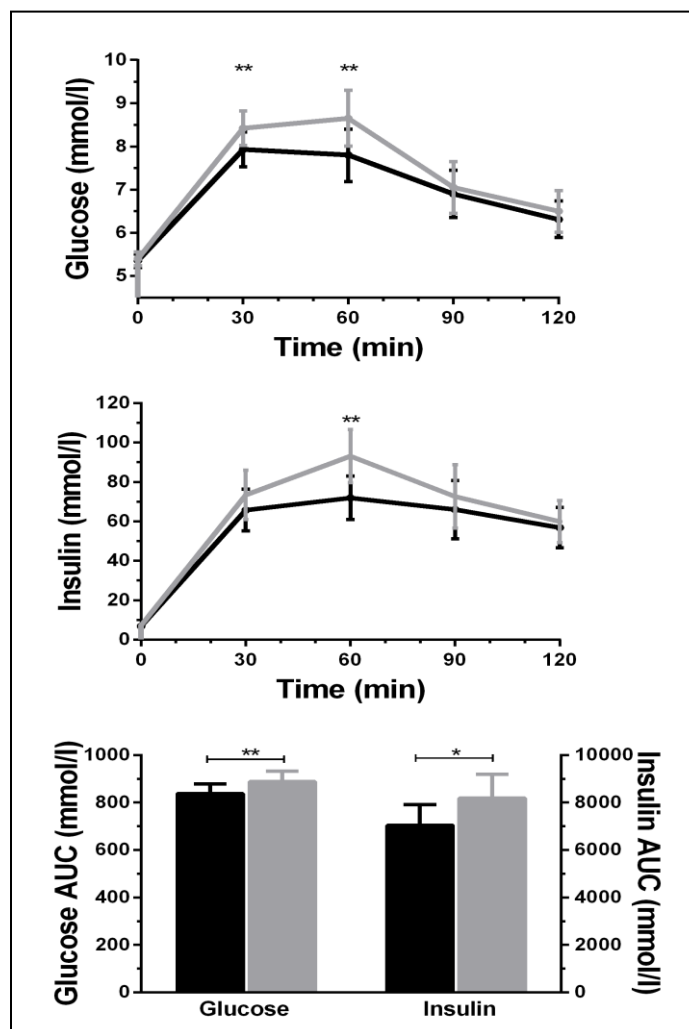 Glucose (mmol/l)
10
9
8
7
6
5
** **
0 30 60 90 120
Time (min)
Insulin (mmol/l)
120
100
80
60
40
20
0
**
0 30 60 90 120
Time (min)
Glucose AUC (mmol/l)
1000
800
600
400
200
0
** *
Glucose Insulin
10000
8000
6000
4000
2000
0
Insulin AUC
(mmol/l)